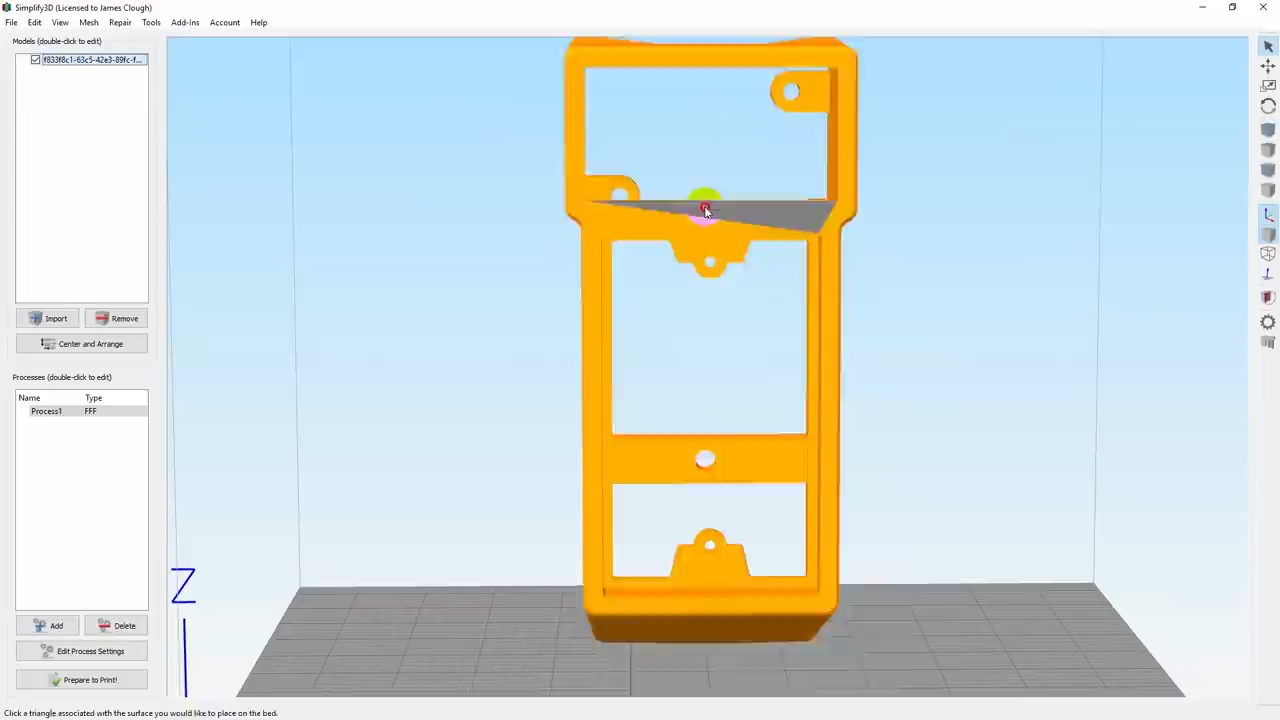 Simplify3D (Licensed to James Clough)
File Edit View Mesh Repair Tools Add-Ins Account Help
Models (double-click to edit)
f833f8c1-63c5-42e3-89fc-f...
Import Remove
Center and Arrange
Processes (double-click to edit)
Name Type
Process1 FFF
Add Delete
Edit Process Settings
Prepare to Print!
Z
Click a triangle associated with the surface you would like to place on the bed.